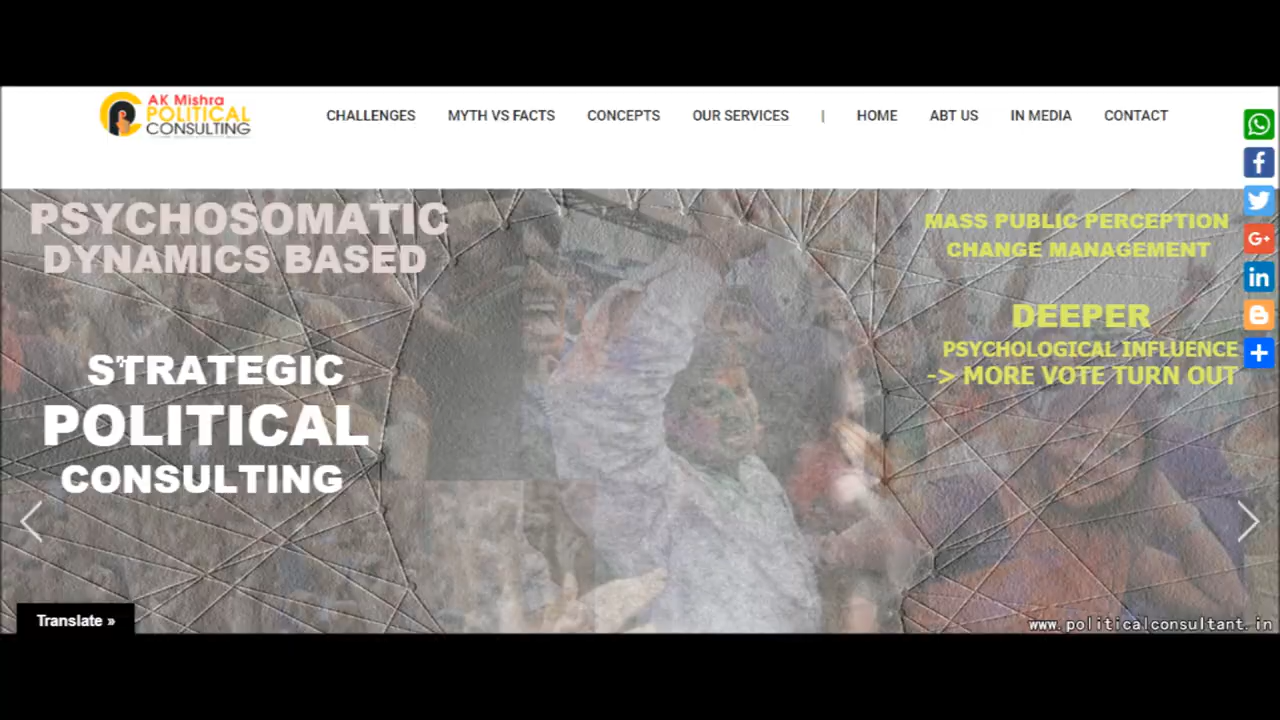 AK Mishra
POLITICAL
CONSULTING
CHALLENGES MYTH VS FACTS CONCEPTS OUR SERVICES | HOME ABT US IN MEDIA CONTACT
PSYCHOSOMATIC
DYNAMICS BASED
STRATEGIC
POLITICAL
CONSULTING
MASS PUBLIC PERCEPTION
CHANGE MANAGEMENT
DEEPER
PSYCHOLOGICAL INFLUENCE
-> MORE VOTE TURN OUT
f
G+
in
Translate »
www.politicalconsultant.in